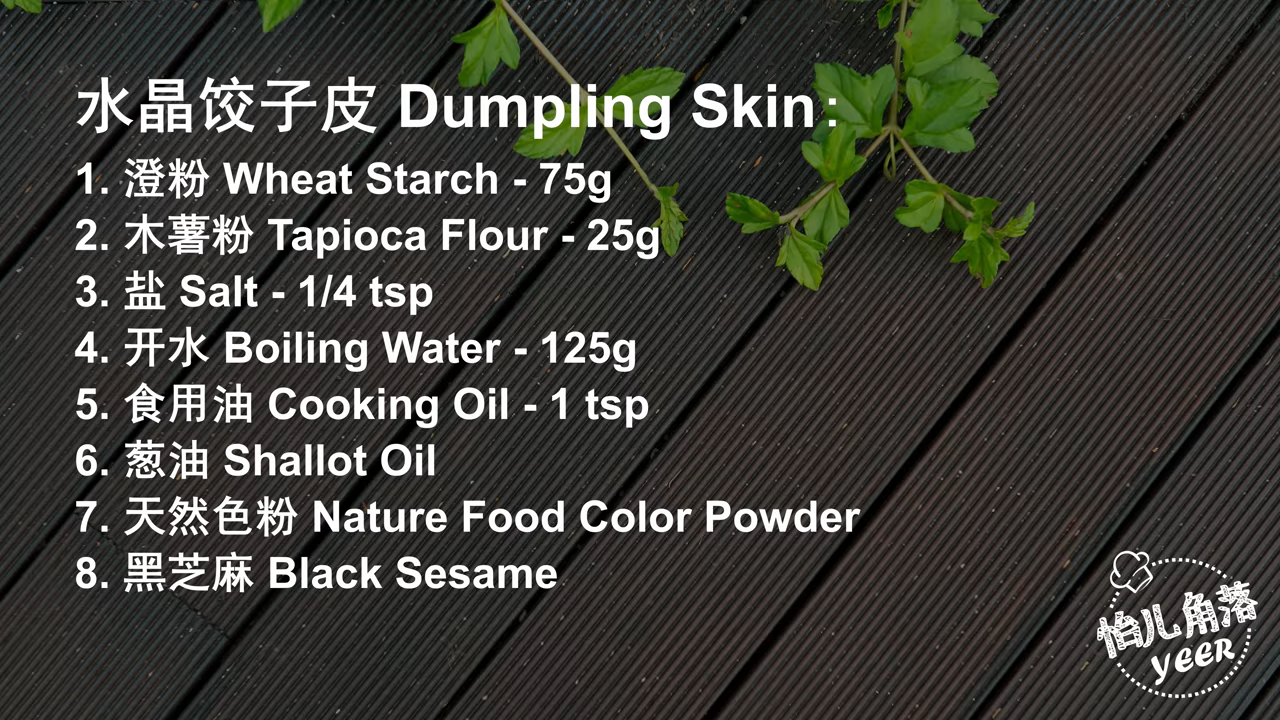 水晶饺子皮 Dumpling Skin:
1. 澄粉 Wheat Starch - 75g
2. 木薯粉 Tapioca Flour - 25g
3. 盐 Salt - 1/4 tsp
4. 开水 Boiling Water - 125g
5. 食用油 Cooking Oil - 1 tsp
6. 葱油 Shallot Oil
7. 天然色粉 Nature Food Color Powder
8. 黑芝麻 Black Sesame
怡儿角落
YEER